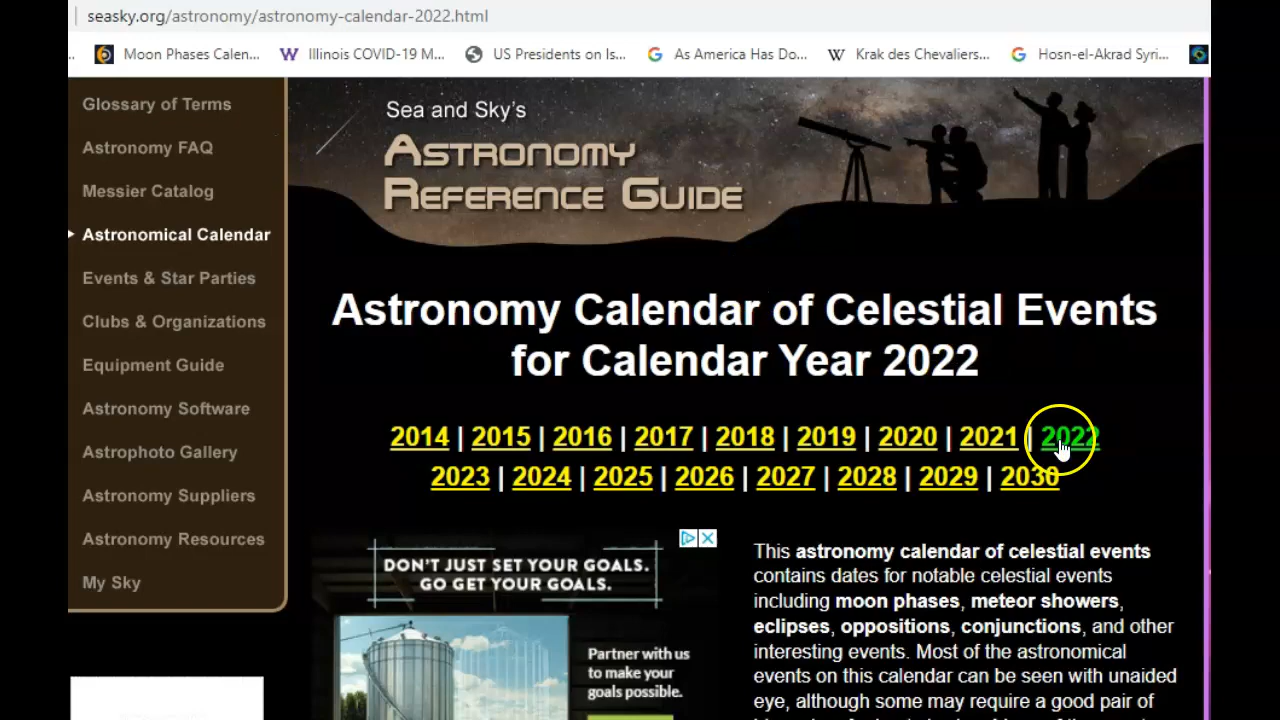 seasky.org/astronomy/astronomy-calendar-2022.html
Moon Phases Calen... Illinois COVID-19 M... US Presidents on Is... As America Has Do... Krak des Chevaliers... Hosn-el-Akrad Syri...
Glossary of Terms
Astronomy FAQ
Messier Catalog
Astronomical Calendar
Events & Star Parties
Clubs & Organizations
Equipment Guide
Astronomy Software
Astrophoto Gallery
Astronomy Suppliers
Astronomy Resources
My Sky
Sea and Sky's
Astronomy
Reference Guide
Astronomy Calendar of Celestial Events
for Calendar Year 2022
2014 | 2015 | 2016 | 2017 | 2018 | 2019 | 2020 | 2021 | 2022
2023 | 2024 | 2025 | 2026 | 2027 | 2028 | 2029 | 2030
DON'T JUST SET YOUR GOALS.
GO GET YOUR GOALS.
Partner with us
to make your
goals possible.
This astronomy calendar of celestial events
contains dates for notable celestial events
including moon phases, meteor showers,
eclipses, oppositions, conjunctions, and other
interesting events. Most of the astronomical
events on this calendar can be seen with unaided
eye, although some may require a good pair of